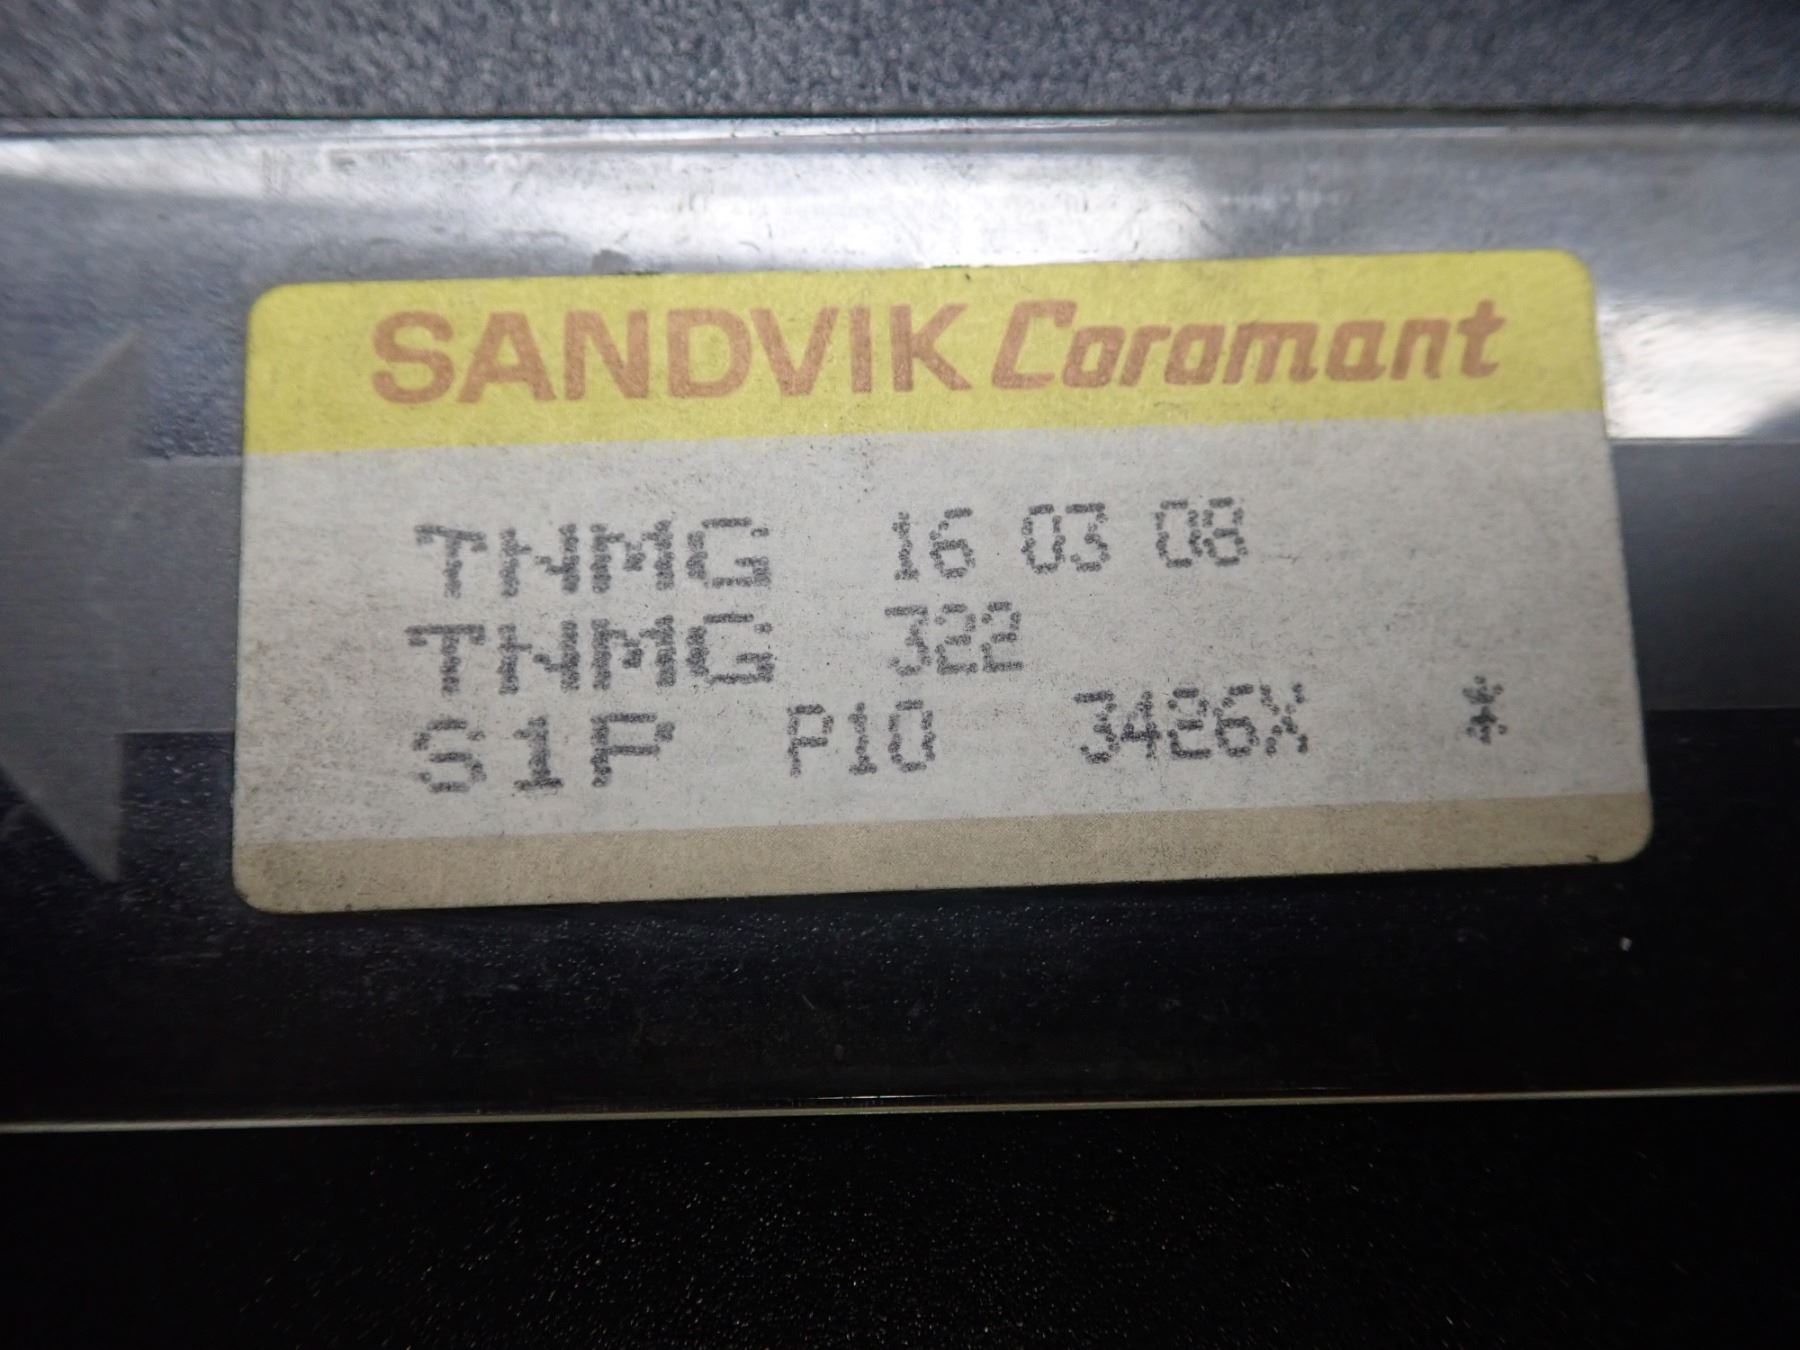 SANDVIK Coromant
TNMG 16 03 08
TNMG 322
S1P P10 3426X *